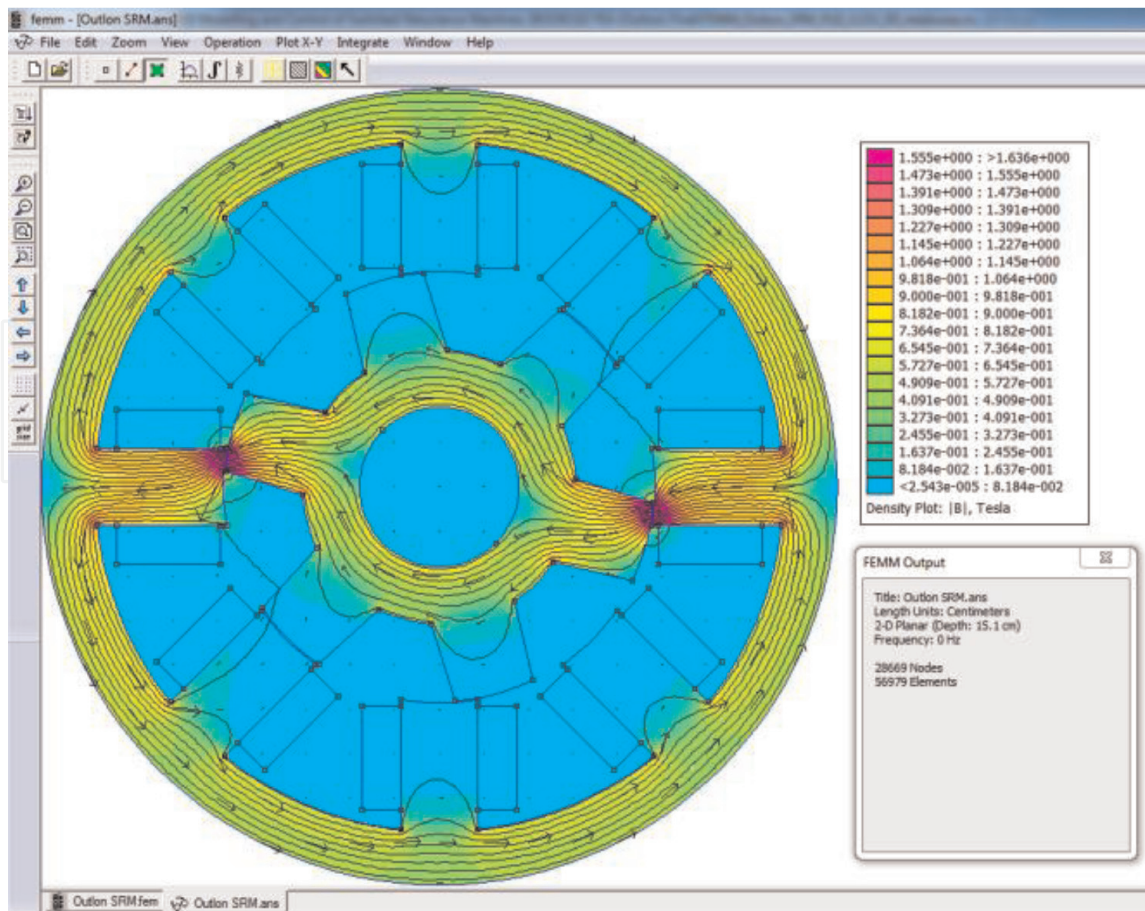 femm - [Outlon SRM.ans]
File Edit Zoom View Operation Plot X-Y Integrate Window Help
1.555e+000 : >1.636e+000
1.473e+000 : 1.555e+000
1.391e+000 : 1.473e+000
1.309e+000 : 1.391e+000
1.227e+000 : 1.309e+000
1.145e+000 : 1.227e+000
1.064e+000 : 1.145e+000
9.818e-001 : 1.064e+000
9.000e-001 : 9.818e-001
8.182e-001 : 9.000e-001
7.364e-001 : 8.182e-001
6.545e-001 : 7.364e-001
5.727e-001 : 6.545e-001
4.909e-001 : 5.727e-001
4.091e-001 : 4.909e-001
3.273e-001 : 4.091e-001
2.455e-001 : 3.273e-001
1.637e-001 : 2.455e-001
8.184e-002 : 1.637e-001
<2.543e-005 : 8.184e-002
Density Plot: |B|, Tesla
FEMM Output
Title: Outlon SRM.ans
Length Units: Centimeters
2-D Planar (Depth: 15.1 cm)
Frequency: 0 Hz
28669 Nodes
56979 Elements
grid
size
Outlon SRM.fem Outlon SRM.ans